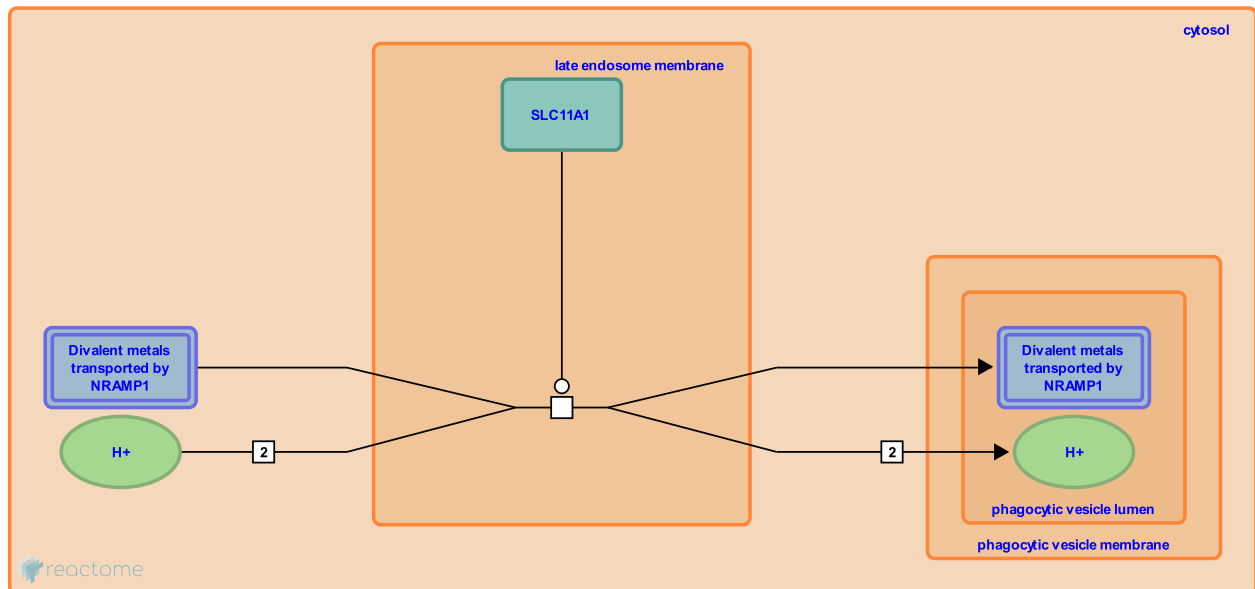 cytosol
late endosome membrane
SLC11A1
Divalent metals
transported by
NRAMP1
Divalent metals
transported by
NRAMP1
H+
2
2
H+
phagocytic vesicle lumen
phagocytic vesicle membrane
reactome